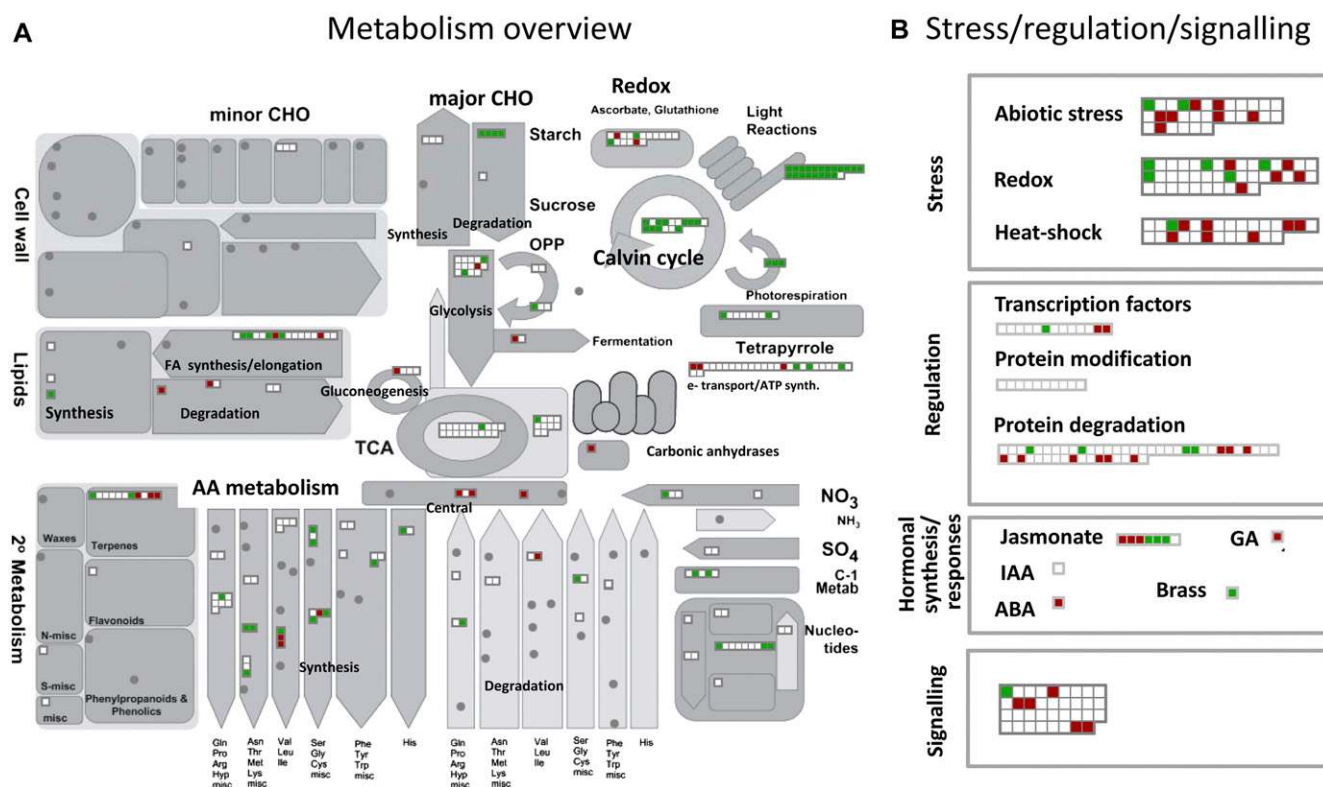 A
Metabolism overview
minor CHO
major CHO
Redox
Ascorbate, Glutathione
Light
Reactions
Starch
Sucrose
Synthesis
Degradation
OPP
Calvin cycle
Photorespiration
Cell wall
Glycolysis
Fermentation
Tetrapyrrole
e- transport/ATP synth.
Lipids
FA synthesis/elongation
Synthesis
Degradation
Gluconeogenesis
TCA
Carbonic anhydrases
AA metabolism
Central
NO3
NH3
SO4
C-1
Metab
Nucleo-
tides
2° Metabolism
Waxes
Terpenes
Flavonoids
N-misc
S-misc
misc
Phenylpropanoids &
Phenolics
Synthesis
Degradation
Gln
Pro
Arg
Hyp
misc
Asn
Thr
Met
Lys
misc
Val
Leu
Ile
Ser
Gly
Cys
misc
Phe
Tyr
Trp
misc
His
Gln
Pro
Arg
Hyp
misc
Asn
Thr
Met
Lys
misc
Val
Leu
Ile
Ser
Gly
Cys
misc
Phe
Tyr
Trp
misc
His
B
Stress/regulation/signalling
Stress
Abiotic stress
Redox
Heat-shock
Regulation
Transcription factors
Protein modification
Protein degradation
Hormonal
synthesis/
responses
Jasmonate
GA
IAA
ABA
Brass
Signalling